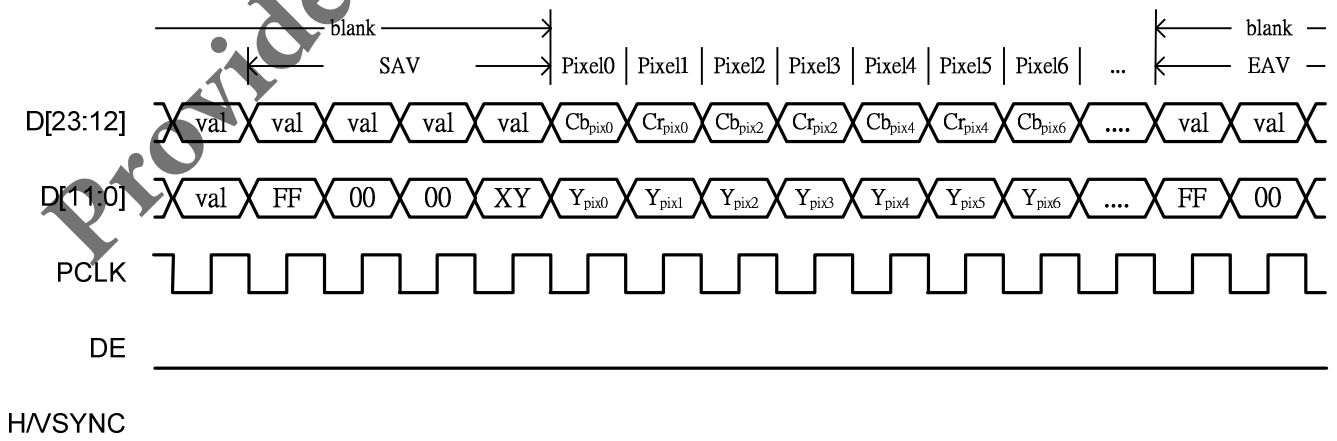 blank blank
SAV Pixel0 Pixel1 Pixel2 Pixel3 Pixel4 Pixel5 Pixel6 ... EAV
D[23:12] val val val val val Cbpix0 Crpix0 Cbpix2 Crpix2 Cbpix4 Crpix4 Cbpix6 .... val val
D[11:0] val FF 00 00 XY Ypix0 Ypix1 Ypix2 Ypix3 Ypix4 Ypix5 Ypix6 .... FF 00
PCLK
DE
H/VSYNC
Provide